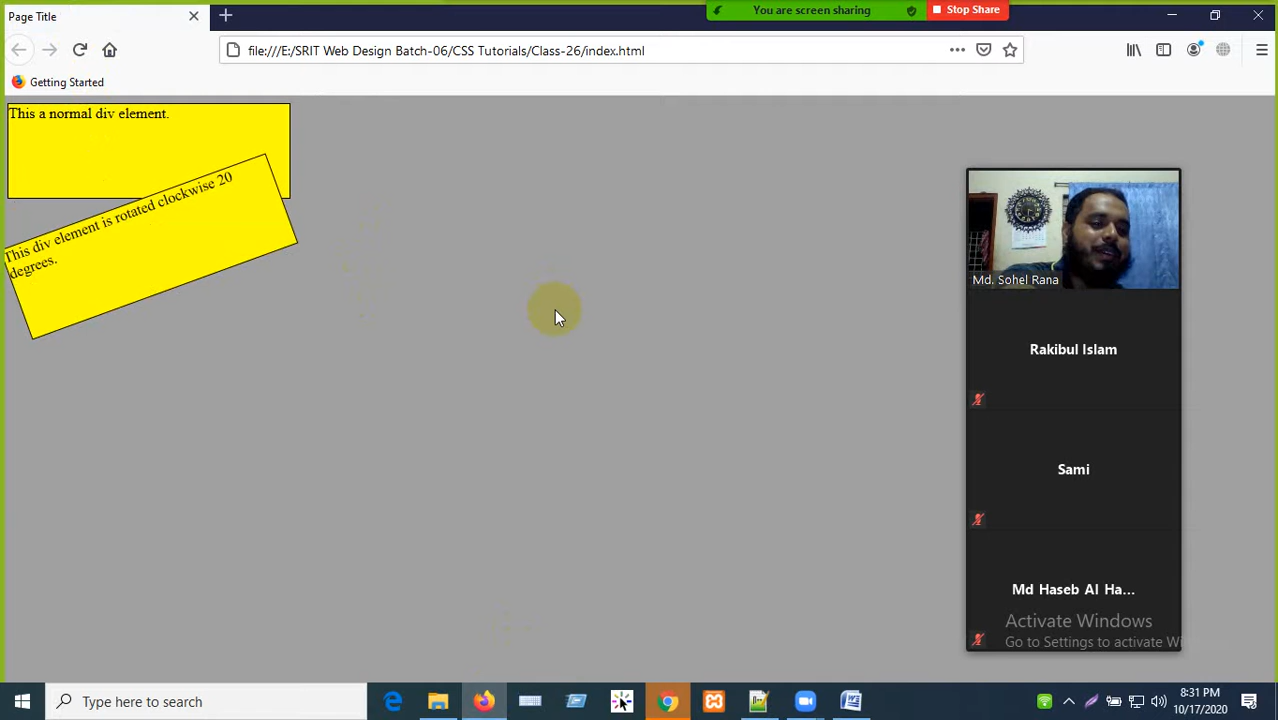 Page Title
You are screen sharing
Stop Share
file:///E:/SRIT Web Design Batch-06/CSS Tutorials/Class-26/index.html
Getting Started
This a normal div element.
This div element is rotated clockwise 20
degrees.
Md. Sohel Rana
Rakibul Islam
Sami
Md Haseb Al Ha...
Activate Windows
Go to Settings to activate Wi
Type here to search
8:31 PM
10/17/2020